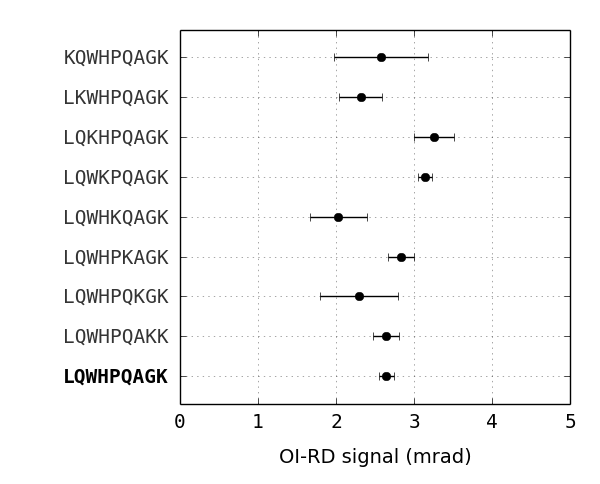 KQWHPQAGK
LKWHPQAGK
LQKHPQAGK
LQWKPQAGK
LQWHKQAGK
LQWHPKAGK
LQWHPQKGK
LQWHPQAKK
LQWHPQAGK
0 1 2 3 4 5
OI-RD signal (mrad)